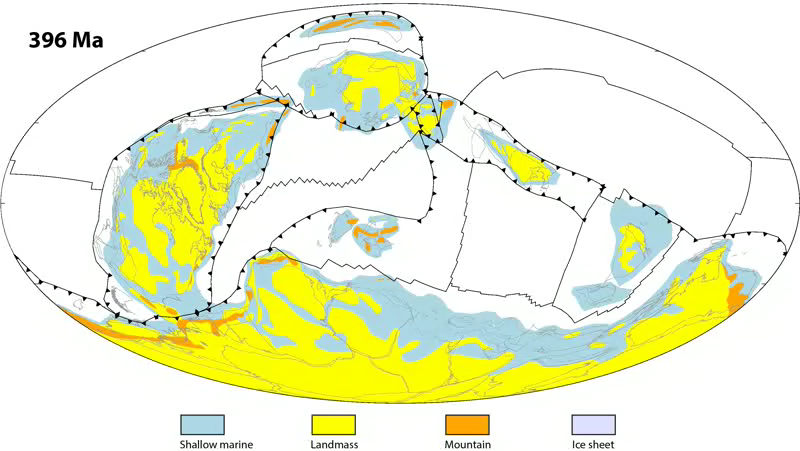 396 Ma
Shallow marine
Landmass
Mountain
Ice sheet